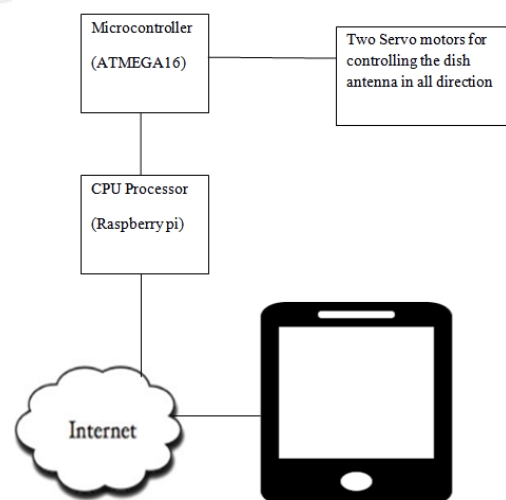 Microcontroller
(ATMEGA16)
Two Servo motors for
controlling the dish
antenna in all direction
CPU Processor
(Raspberry pi)
Internet